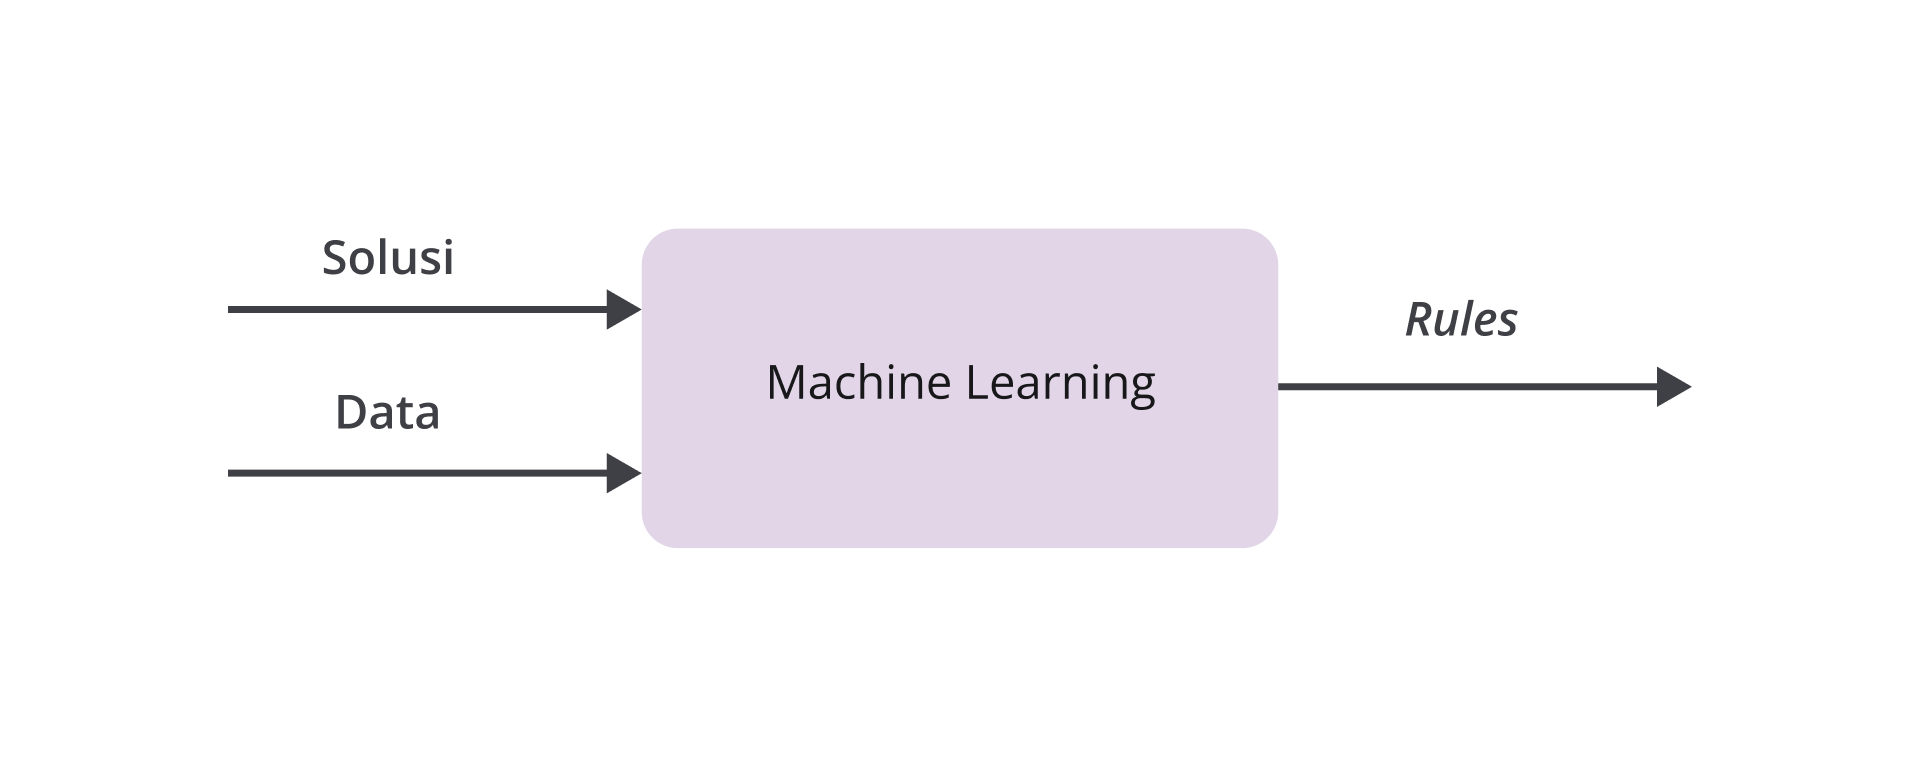 Solusi
Data
Machine Learning
Rules